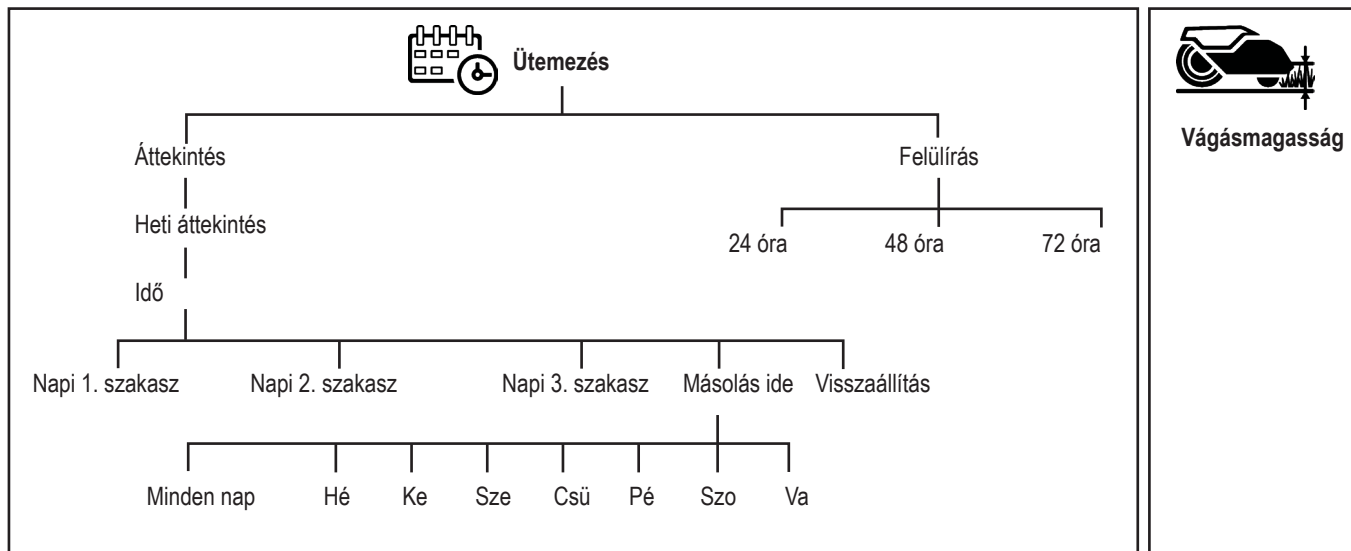 Ütemezés
Vágásmagasság
Áttekintés
Felülírás
Heti áttekintés
24 óra
48 óra
72 óra
Idő
Napi 1. szakasz
Napi 2. szakasz
Napi 3. szakasz
Másolás ide
Visszaállítás
Minden nap
Hé
Ke
Sze
Csü
Pé
Szo
Va